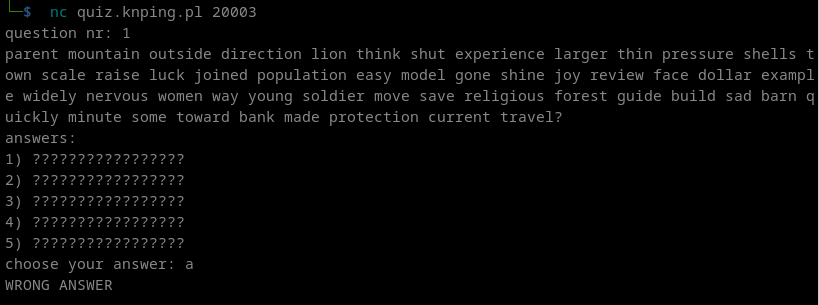 └─$ nc quiz.knping.pl 20003
question nr: 1
parent mountain outside direction lion think shut experience larger thin pressure shells t
own scale raise luck joined population easy model gone shine joy review face dollar exampl
e widely nervous women way young soldier move save religious forest guide build sad barn q
uickly minute some toward bank made protection current travel?
answers:
1) ?????????????????
2) ?????????????????
3) ?????????????????
4) ?????????????????
5) ?????????????????
choose your answer: a
WRONG ANSWER